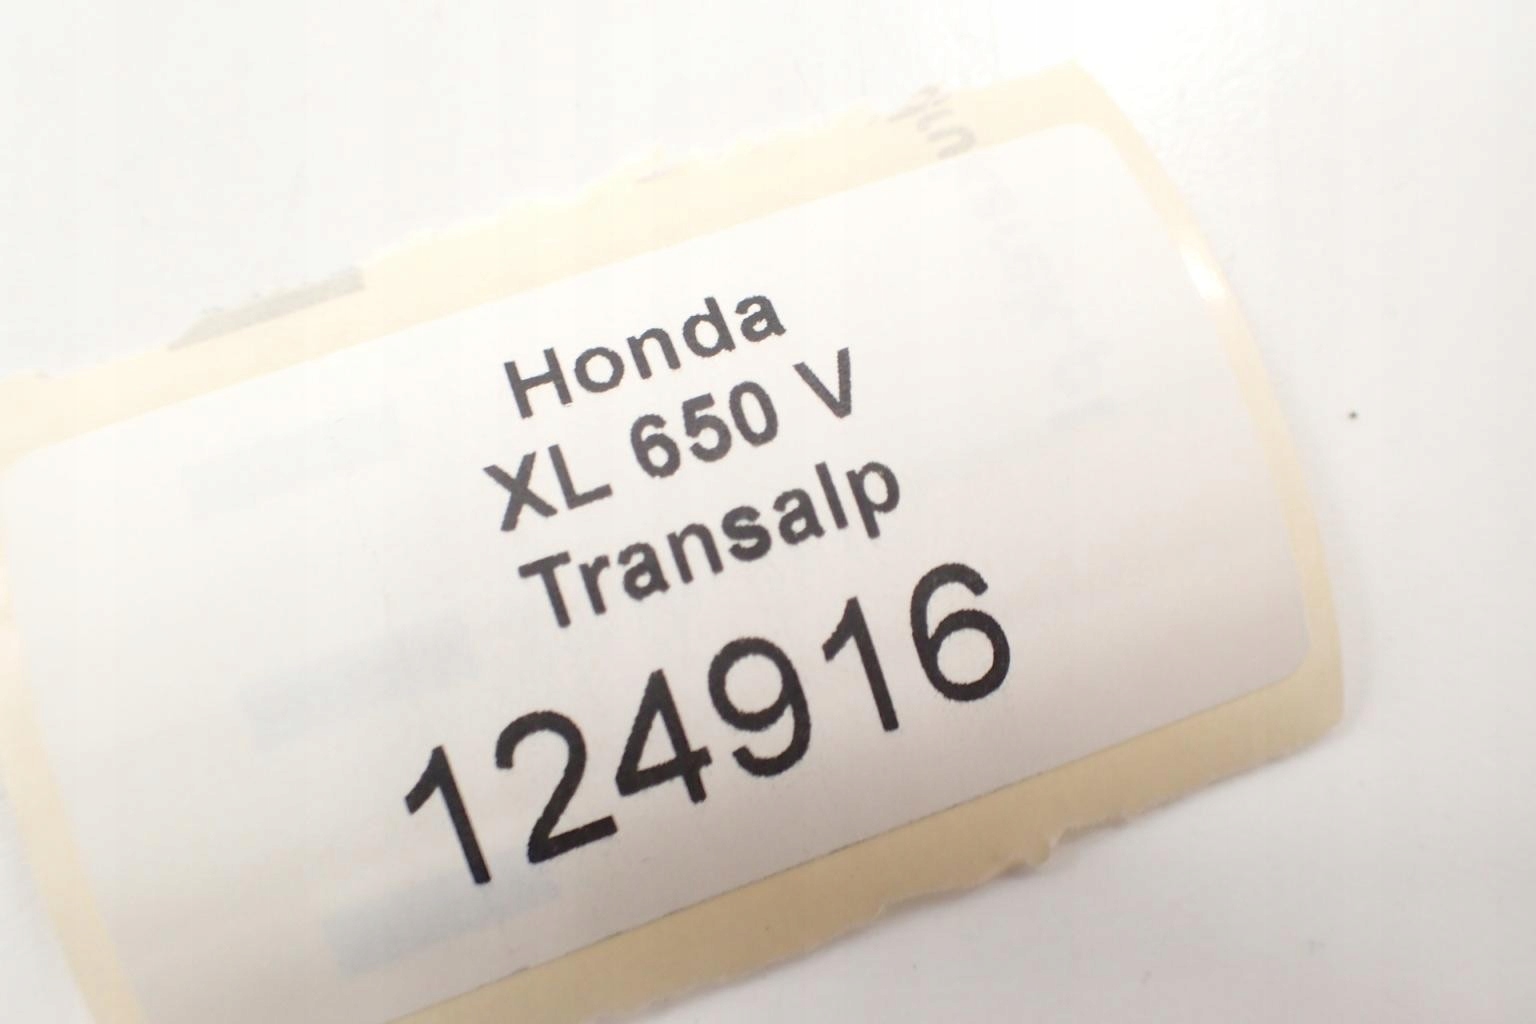 Honda
XL 650 V
Transalp
124916